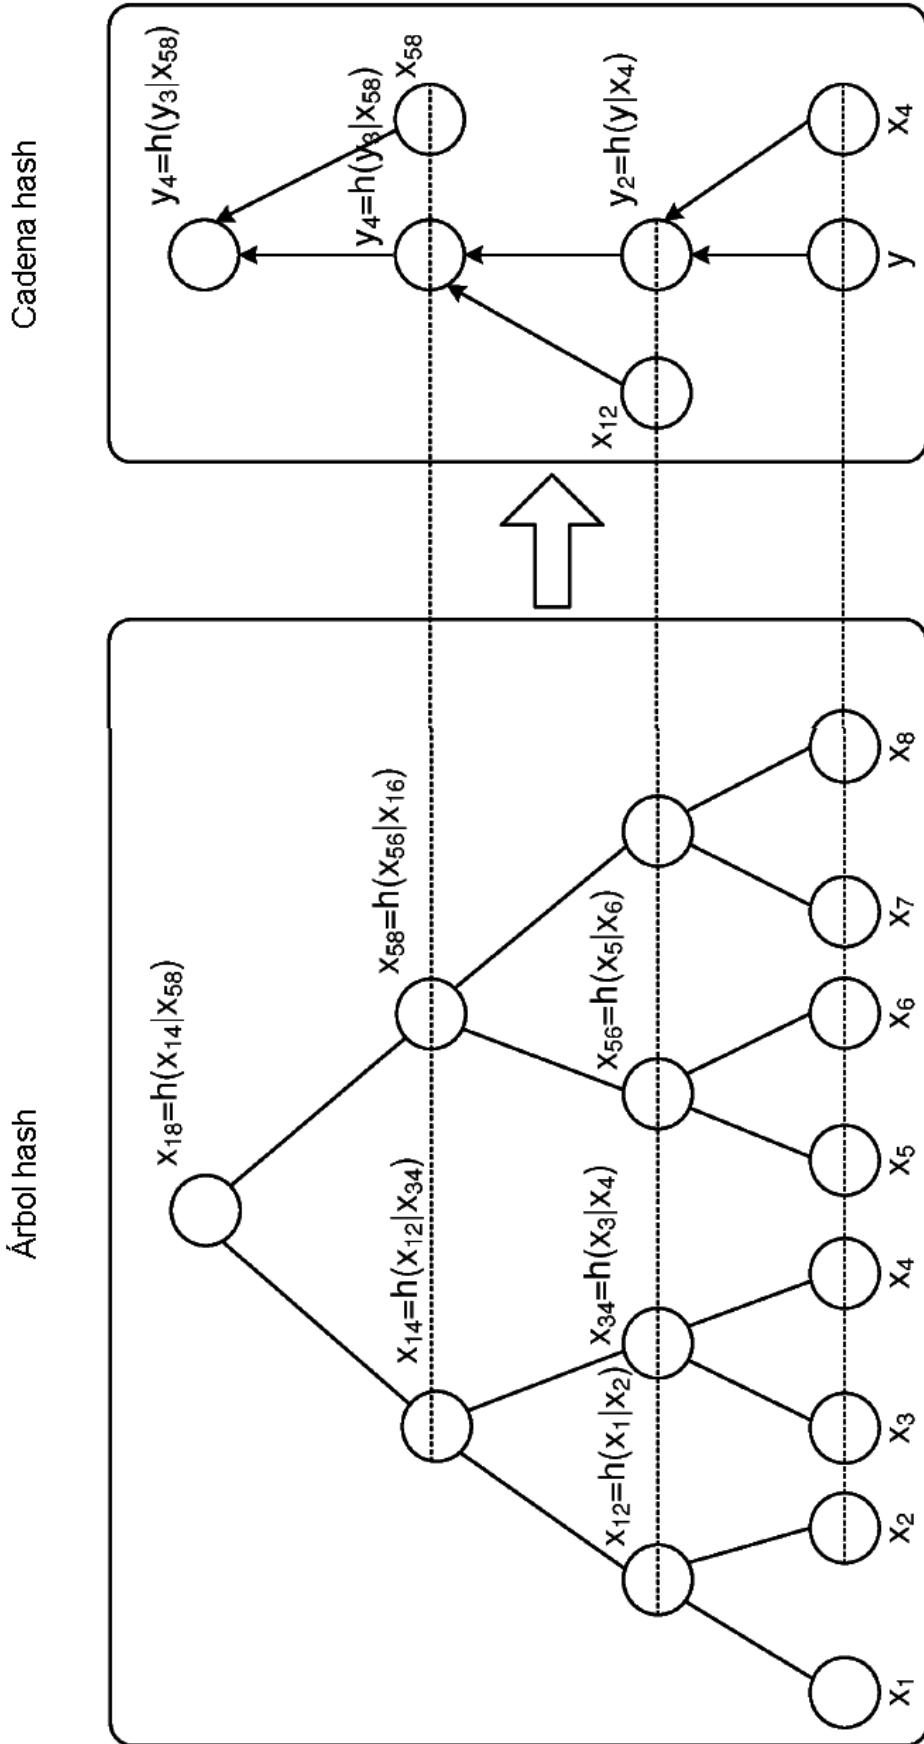 Árbol hash
x18=h(x14|x58)
x14=h(x12|x34)
x58=h(x56|x16)
x12=h(x1|x2)
x34=h(x3|x4)
x56=h(x5|x6)
x1
x2
x3
x4
x5
x6
x7
x8
Cadena hash
y4=h(y3|x58)
y4=h(y3|x58)
x58
x12
y2=h(y|x4)
y
x4